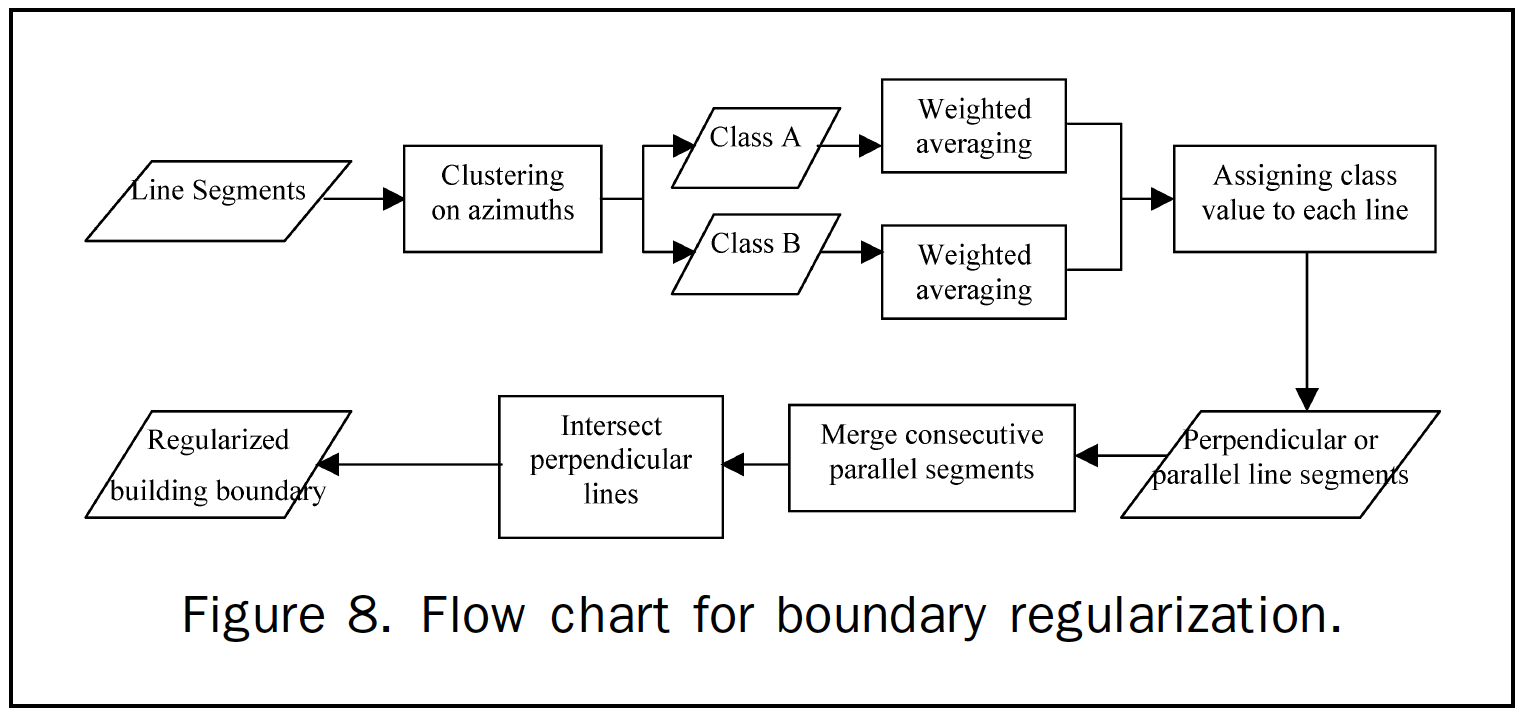 Line Segments
Clustering
on azimuths
Class A
Weighted
averaging
Class B
Weighted
averaging
Assigning class
value to each line
Perpendicular or
parallel line segments
Merge consecutive
parallel segments
Intersect
perpendicular
lines
Regularized
building boundary
Figure 8. Flow chart for boundary regularization.